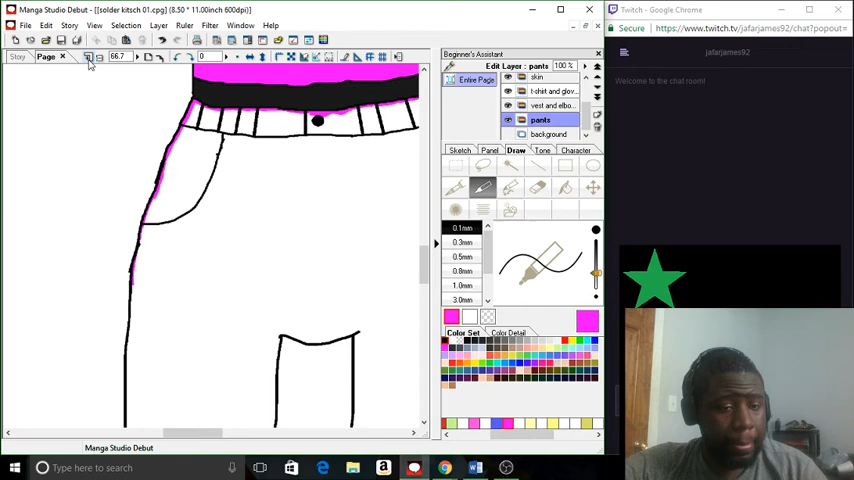 Manga Studio Debut - [[solder kitsch 01.cpg] (8.50 * 11.00inch 600dpi)]
File Edit Story View Selection Layer Ruler Filter Window Help
Story Page 66.7 0
Beginner's Assistant
Edit Layer : pants 100 %
Entire Page
skin
t-shirt and glov...
vest and elbo...
pants
background
Sketch Panel Draw Tone Character
0.1mm
0.3mm
0.5mm
0.8mm
1.0mm
3.0mm
Color Set Color Detail
Manga Studio Debut
Type here to search
Twitch - Google Chrome
Secure https://www.twitch.tv/jafarjames92/chat?popout=
jafarjames92
Welcome to the chat room!